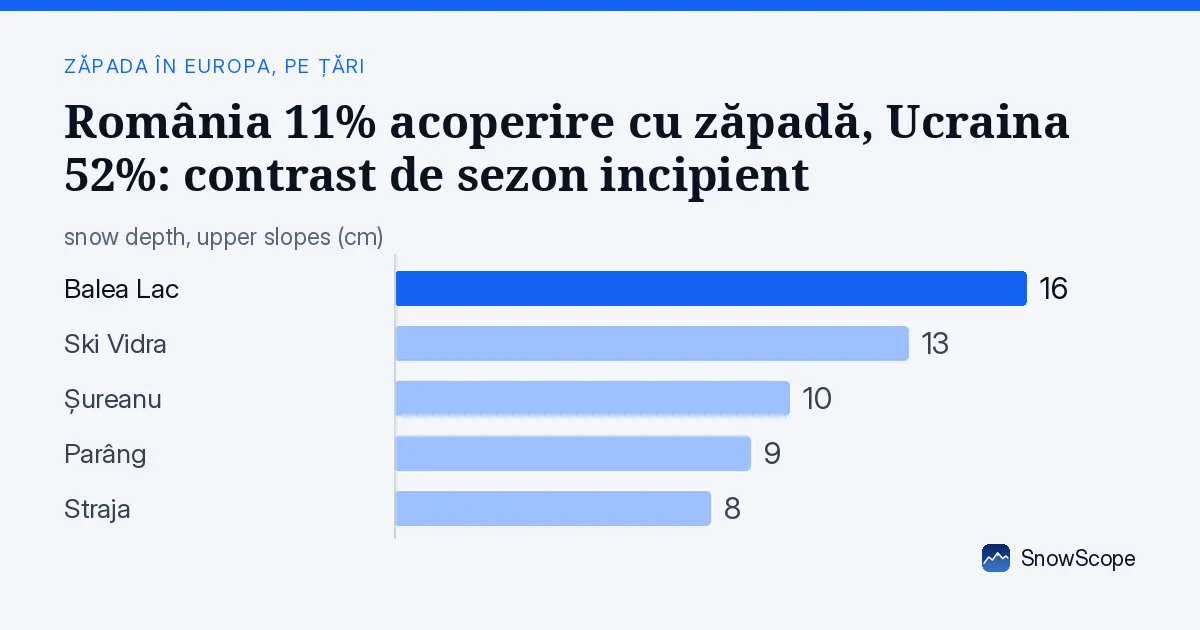 ZĂPADA ÎN EUROPA, PE ȚĂRI
România 11% acoperire cu zăpadă, Ucraina
52%: contrast de sezon incipient
snow depth, upper slopes (cm)
Balea Lac 16
Ski Vidra 13
Șureanu 10
Parâng 9
Straja 8
SnowScope